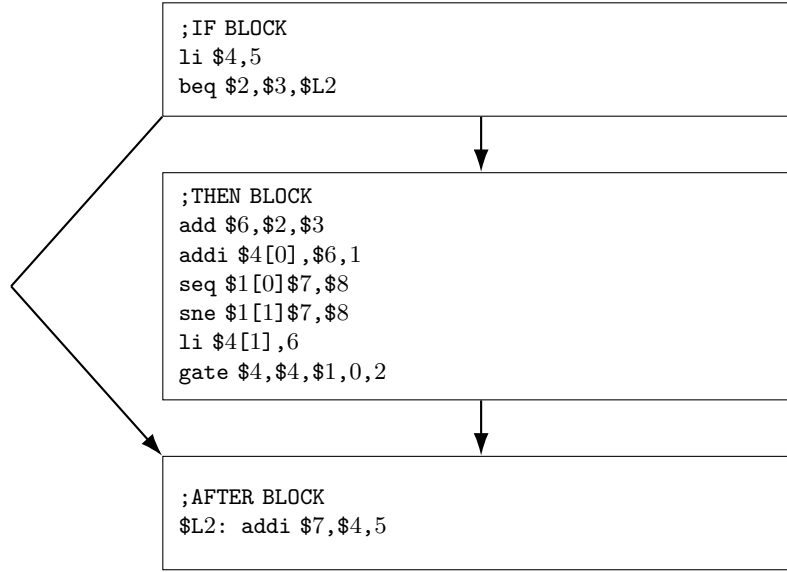 ;IF BLOCK
li $4,5
beq $2,$3,$L2
;THEN BLOCK
add $6,$2,$3
addi $4[0],$6,1
seq $1[0]$7,$8
sne $1[1]$7,$8
li $4[1],6
gate $4,$4,$1,0,2
;AFTER BLOCK
$L2: addi $7,$4,5